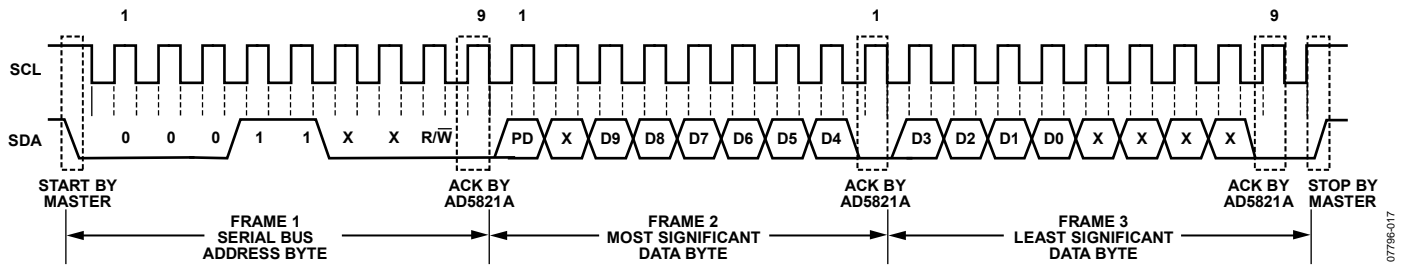 1 9 1 1 9
SCL
SDA 0 0 0 1 1 X X R/W̅ PD X D9 D8 D7 D6 D5 D4 D3 D2 D1 D0 X X X X
START BY
MASTER
ACK BY
AD5821A
ACK BY
AD5821A
ACK BY
AD5821A
STOP BY
MASTER
FRAME 1
SERIAL BUS
ADDRESS BYTE
FRAME 2
MOST SIGNIFICANT
DATA BYTE
FRAME 3
LEAST SIGNIFICANT
DATA BYTE
07796-017